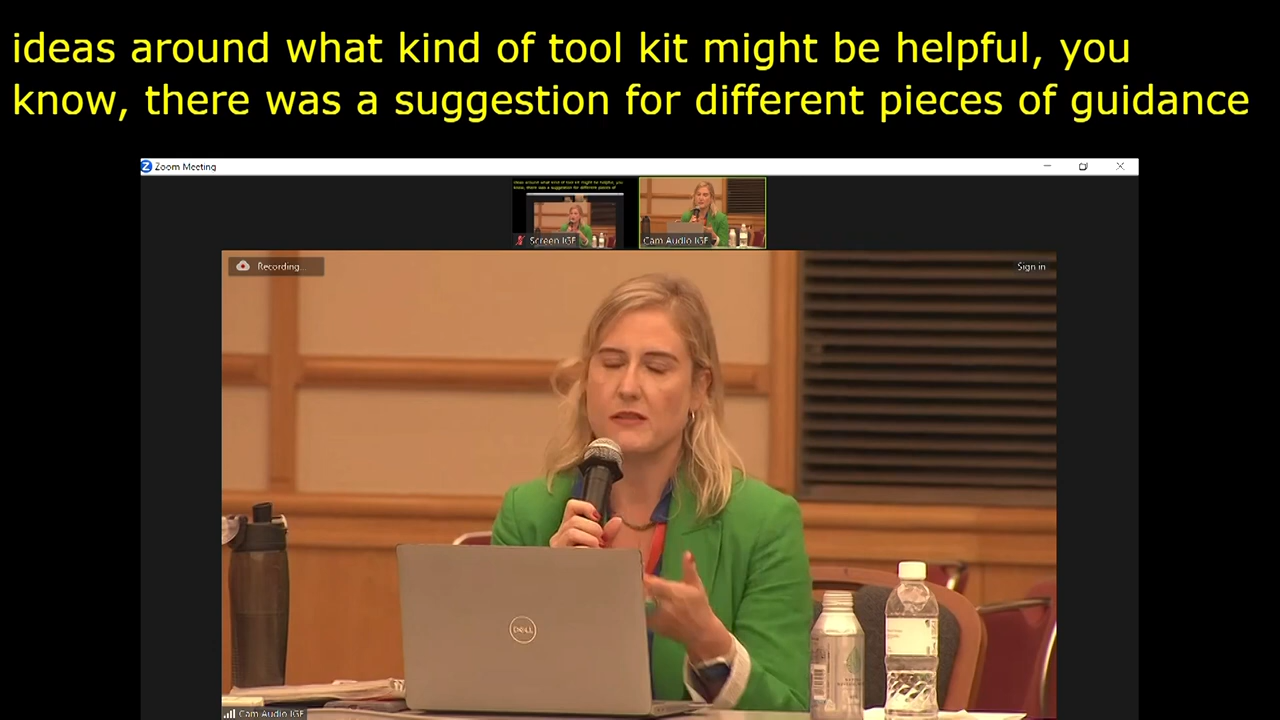 ideas around what kind of tool kit might be helpful, you
know, there was a suggestion for different pieces of guidance
Zoom Meeting
Screen IGF
Cam Audio IGF
Recording...
Sign in
DELL
Cam Audio IGF